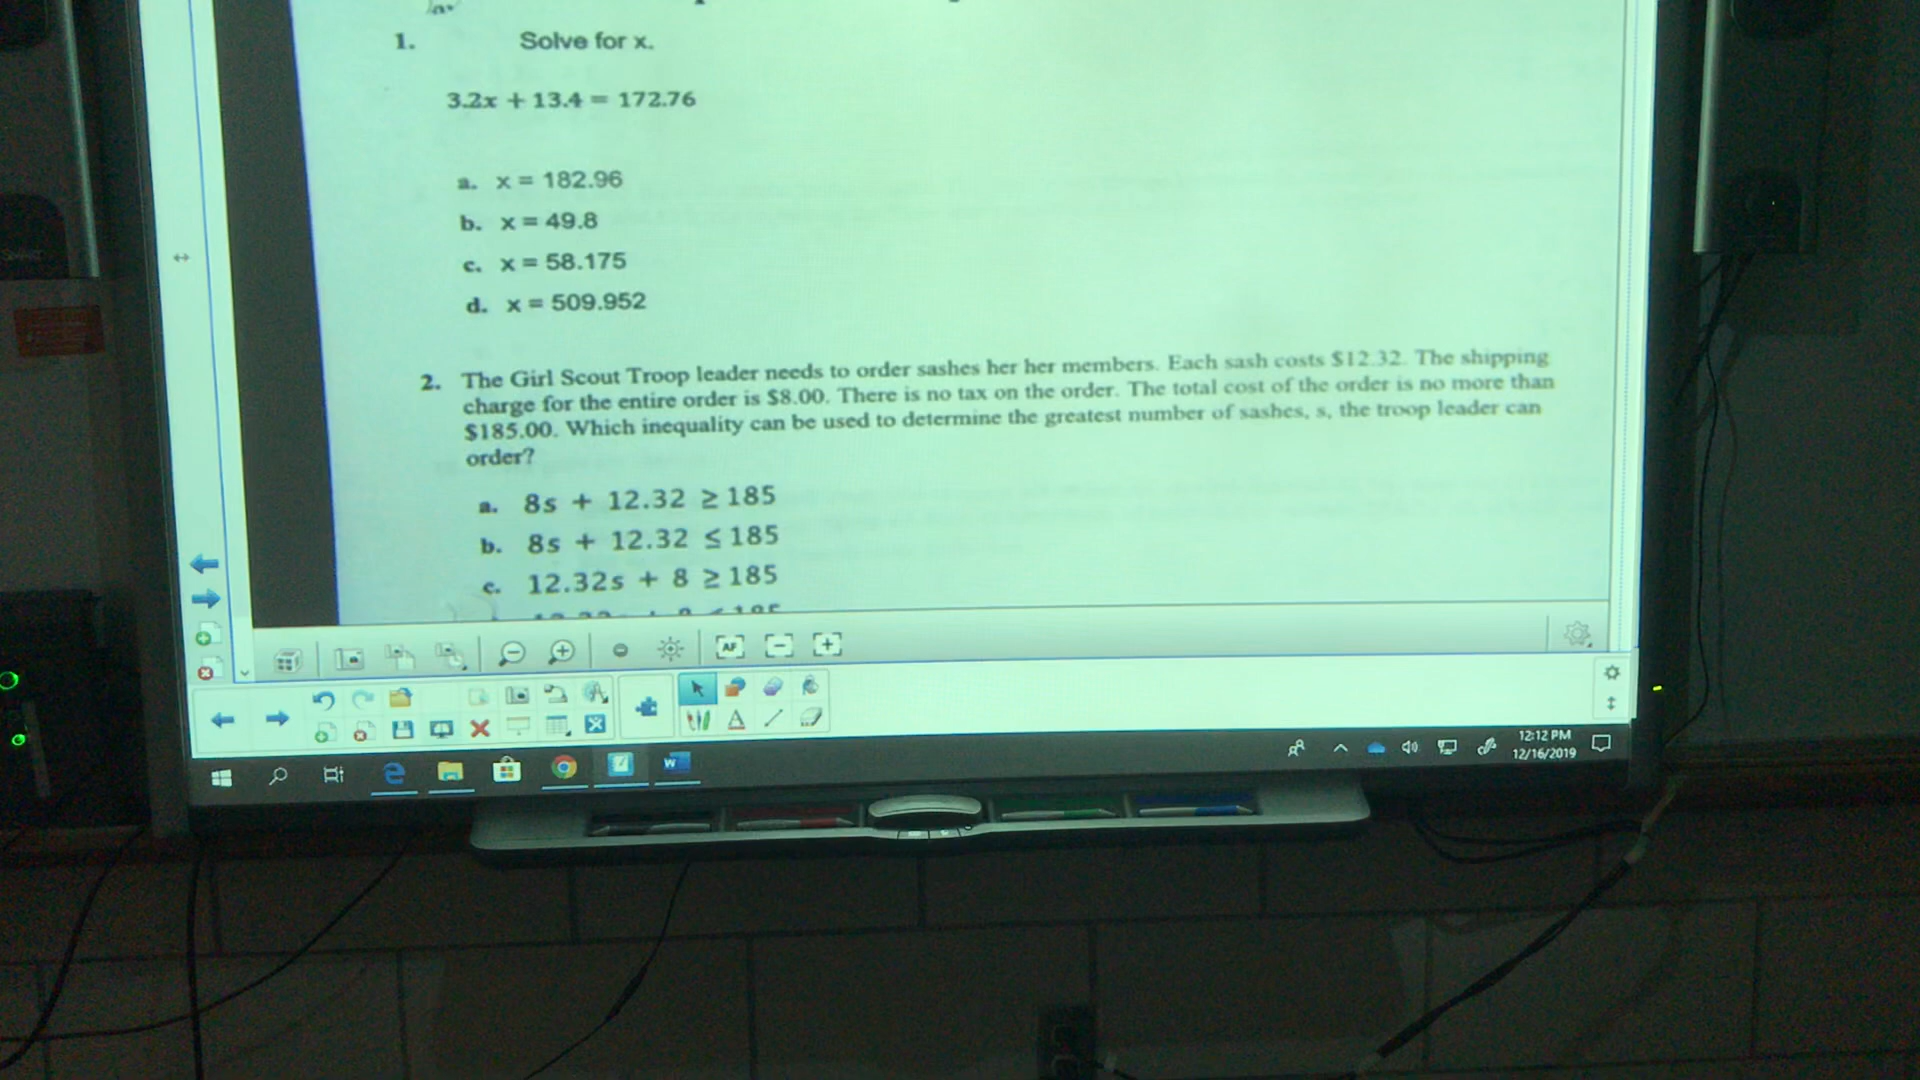 1. Solve for x.
3.2x + 13.4 = 172.76
a. x = 182.96
b. x = 49.8
c. x = 58.175
d. x = 509.952
2. The Girl Scout Troop leader needs to order sashes her her members. Each sash costs $12.32. The shipping
charge for the entire order is $8.00. There is no tax on the order. The total cost of the order is no more than
$185.00. Which inequality can be used to determine the greatest number of sashes, s, the troop leader can
order?
a. 8s + 12.32 ≥ 185
b. 8s + 12.32 ≤ 185
c. 12.32s + 8 ≥ 185
AF
A
12:12 PM
12/16/2019